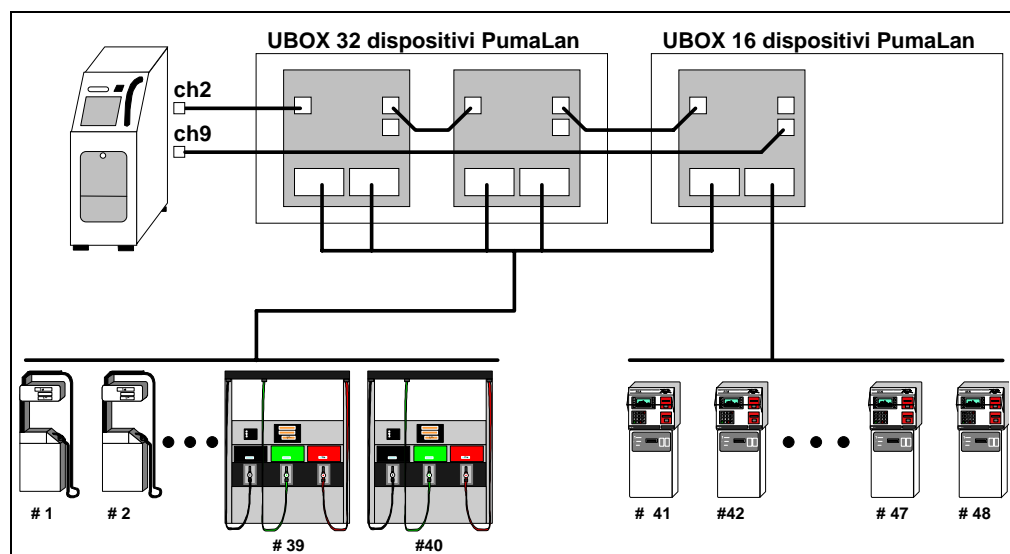 UBOX 32 dispositivi PumaLan
UBOX 16 dispositivi PumaLan
ch2
ch9
# 1
# 2
# 39
#40
# 41
#42
# 47
# 48